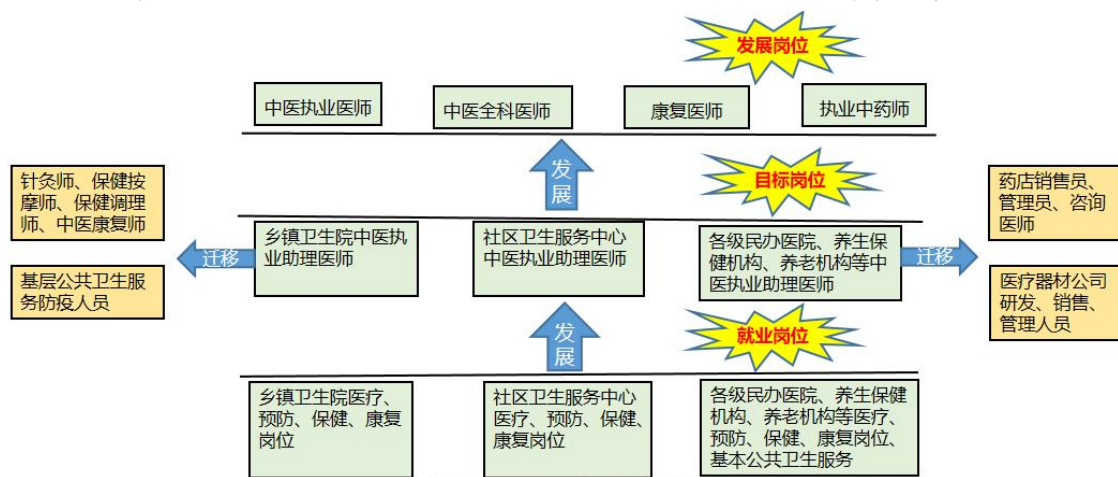 发展岗位
中医执业医师
中医全科医师
康复医师
执业中药师
发
展
目标岗位
针灸师、保健按
摩师、保健调理
师、中医康复师
基层公共卫生服
务防疫人员
迁移
乡镇卫生院中医执
业助理医师
社区卫生服务中心
中医执业助理医师
各级民办医院、养生保
健机构、养老机构等中
医执业助理医师
迁移
药店销售员、
管理员、咨询
医师
医疗器材公司
研发、销售、
管理人员
发
展
就业岗位
乡镇卫生院医疗、
预防、保健、康复
岗位
社区卫生服务中心
医疗、预防、保健、
康复岗位
各级民办医院、养生保健
机构、养老机构等医疗、
预防、保健、康复岗位、
基本公共卫生服务